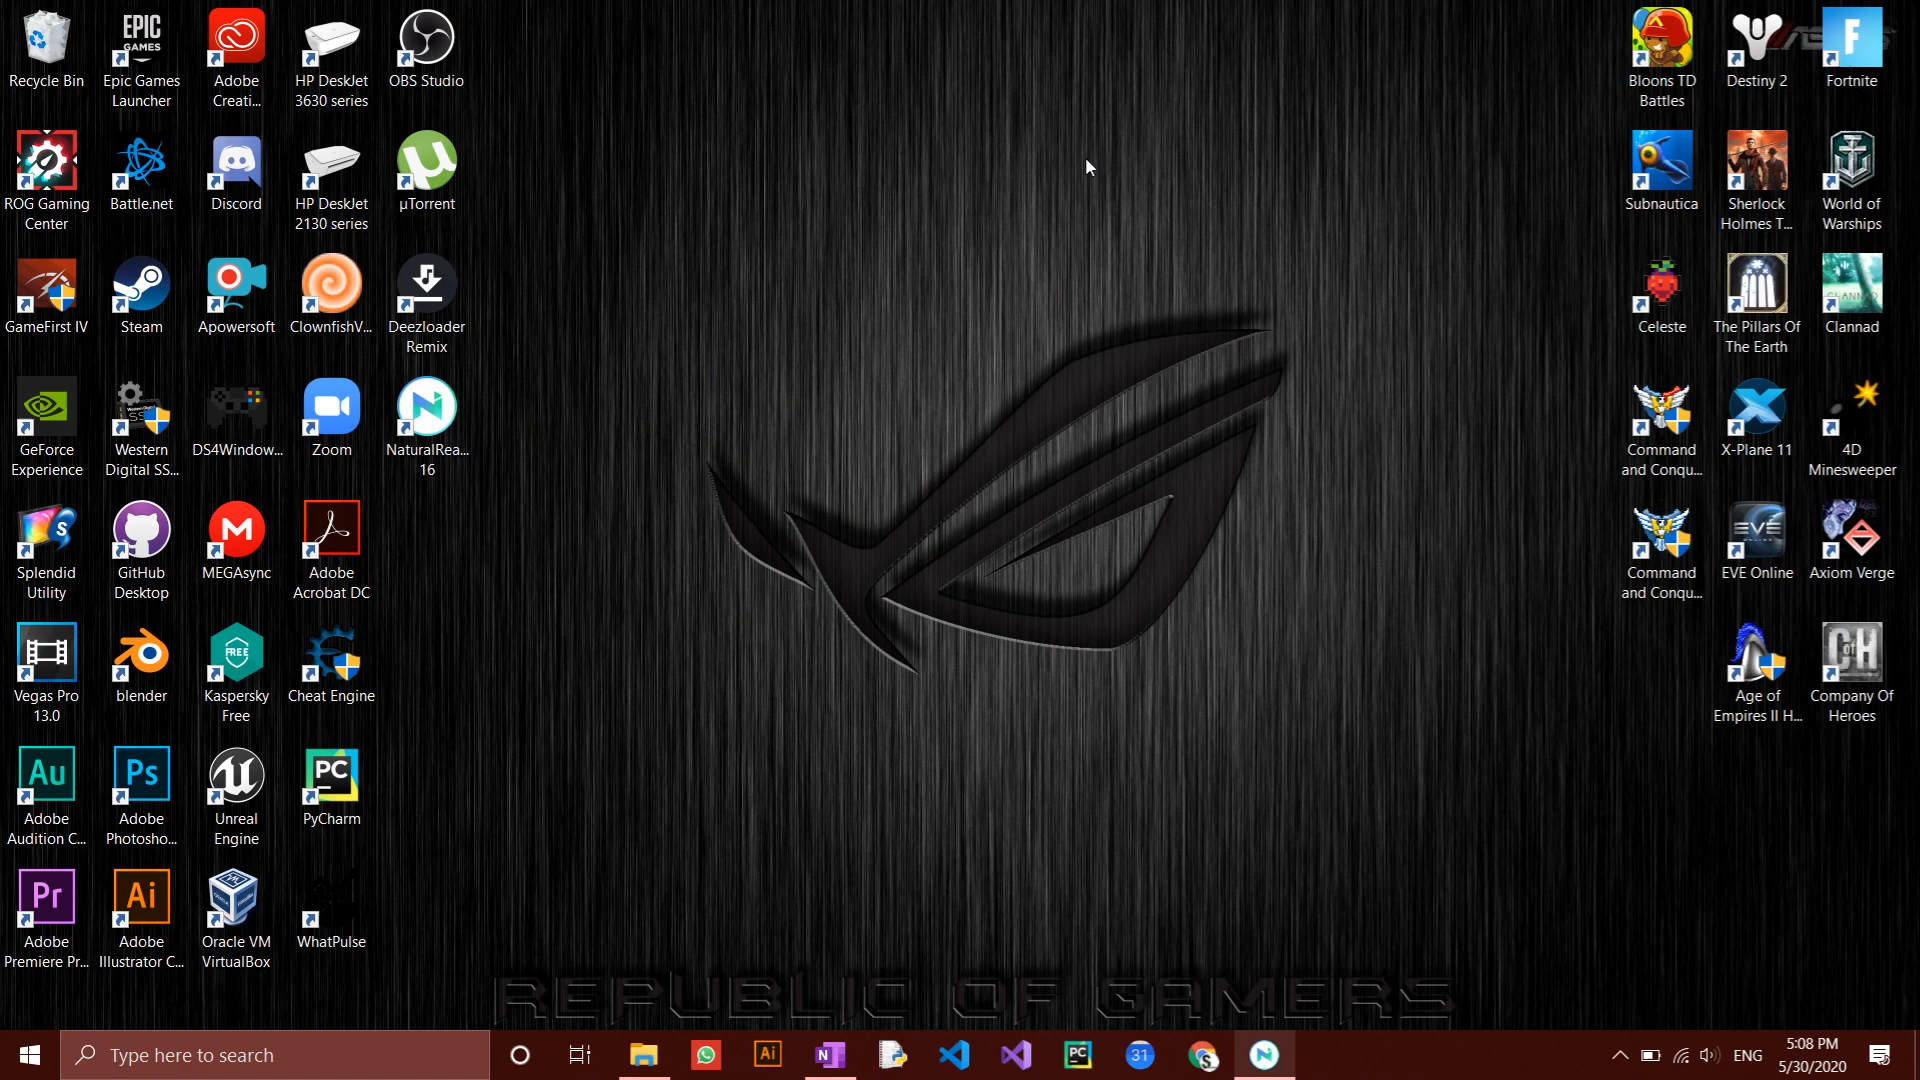 Recycle Bin
EPIC
GAMES
Epic Games
Launcher
Adobe
Creati...
HP DeskJet
3630 series
OBS Studio
ROG Gaming
Center
Battle.net
Discord
HP DeskJet
2130 series
µTorrent
GameFirst IV
Steam
Apowersoft
ClownfishV...
Deezloader
Remix
GeForce
Experience
Western
Digital SS...
DS4Window...
Zoom
NaturalRea...
16
Splendid
Utility
GitHub
Desktop
MEGAsync
Adobe
Acrobat DC
Vegas Pro
13.0
blender
FREE
Kaspersky
Free
Cheat Engine
Au
Adobe
Audition C...
Ps
Adobe
Photosho...
Unreal
Engine
PC
PyCharm
Pr
Adobe
Premiere Pr...
Ai
Adobe
Illustrator C...
Oracle VM
VirtualBox
WhatPulse
Bloons TD
Battles
Destiny 2
Fortnite
Subnautica
Sherlock
Holmes T...
World of
Warships
Celeste
The Pillars Of
The Earth
CLANNAD
Clannad
Command
and Conqu...
X-Plane 11
4D
Minesweeper
Command
and Conqu...
EVE
EVE Online
Axiom Verge
Age of
Empires II H...
C of H
Company Of
Heroes
REPUBLIC OF GAMERS
Type here to search
Ai
N
PC
31
S
N
ENG
5:08 PM
5/30/2020